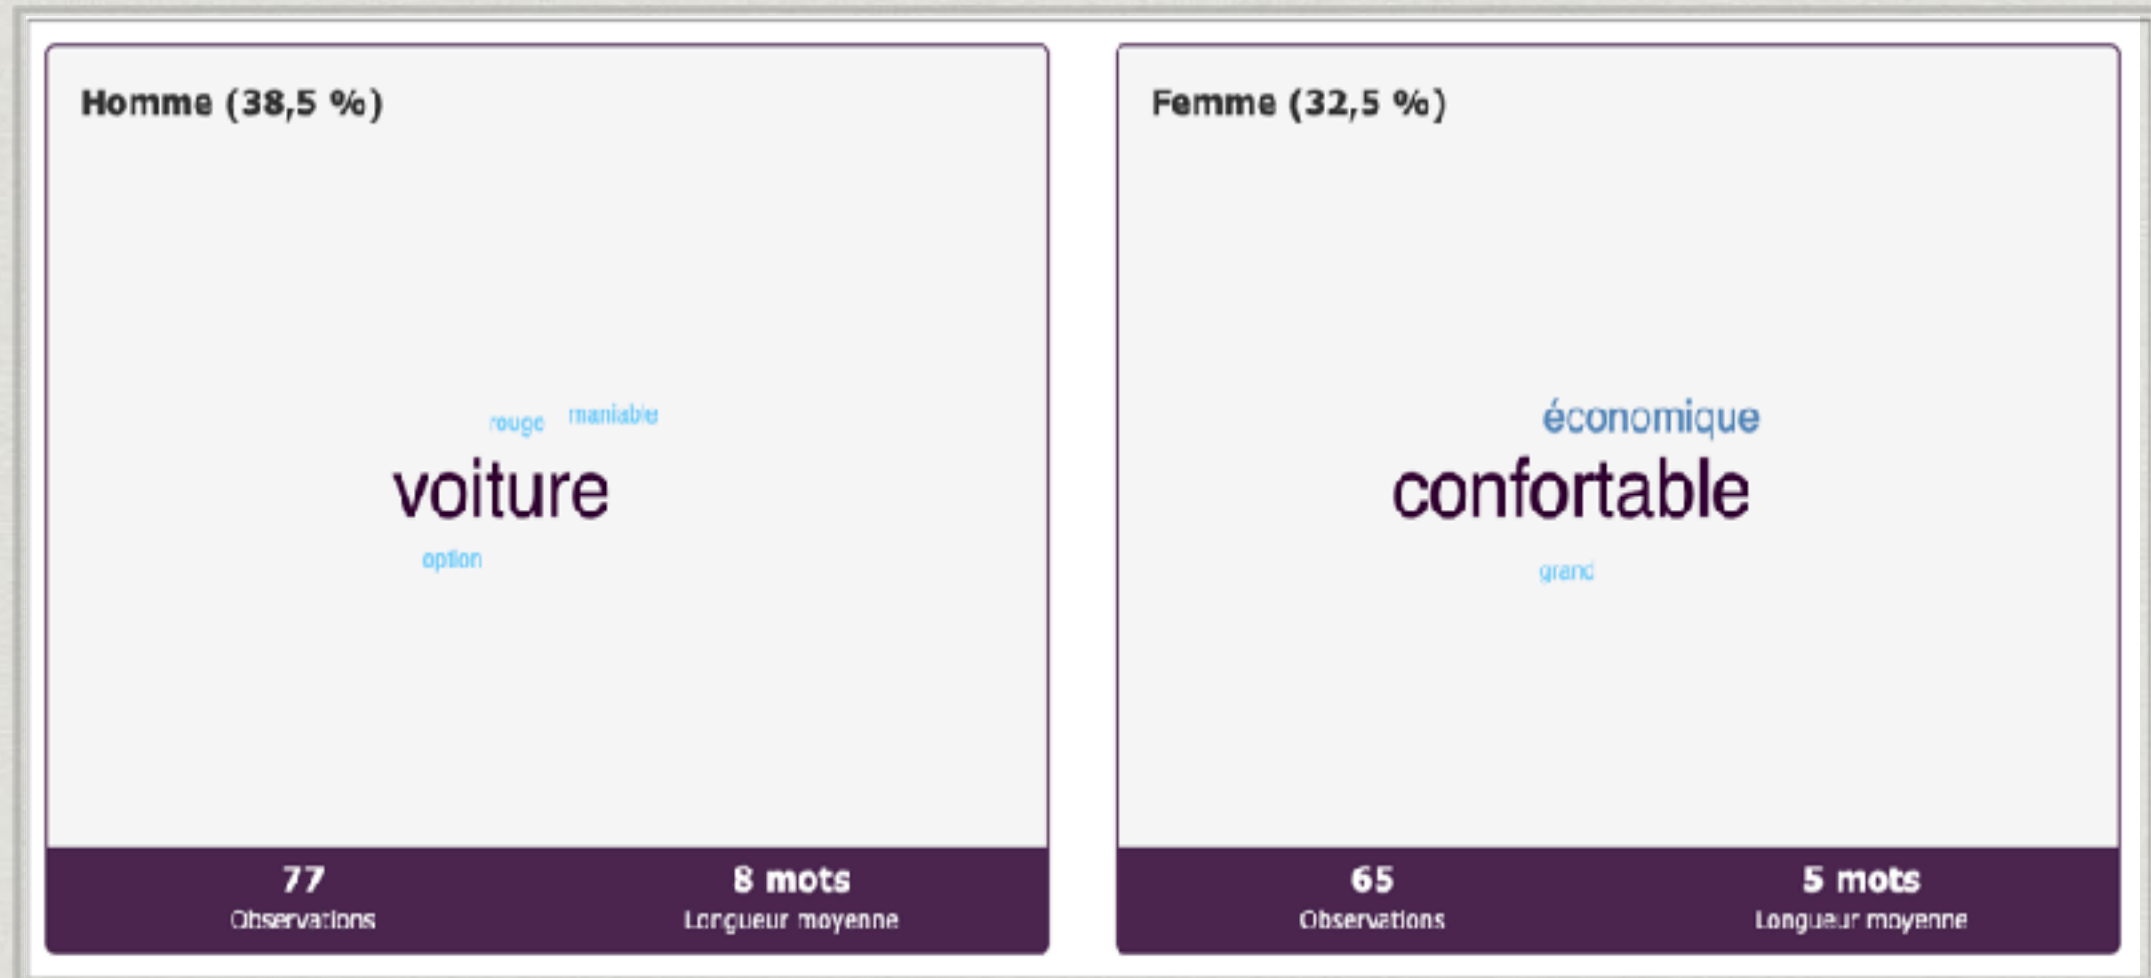 Homme (38,5 %)
rouge maniable
voiture
option
77 8 mots
Observations Longueur moyenne
Femme (32,5 %)
économique
confortable
grand
65 5 mots
Observations Longueur moyenne